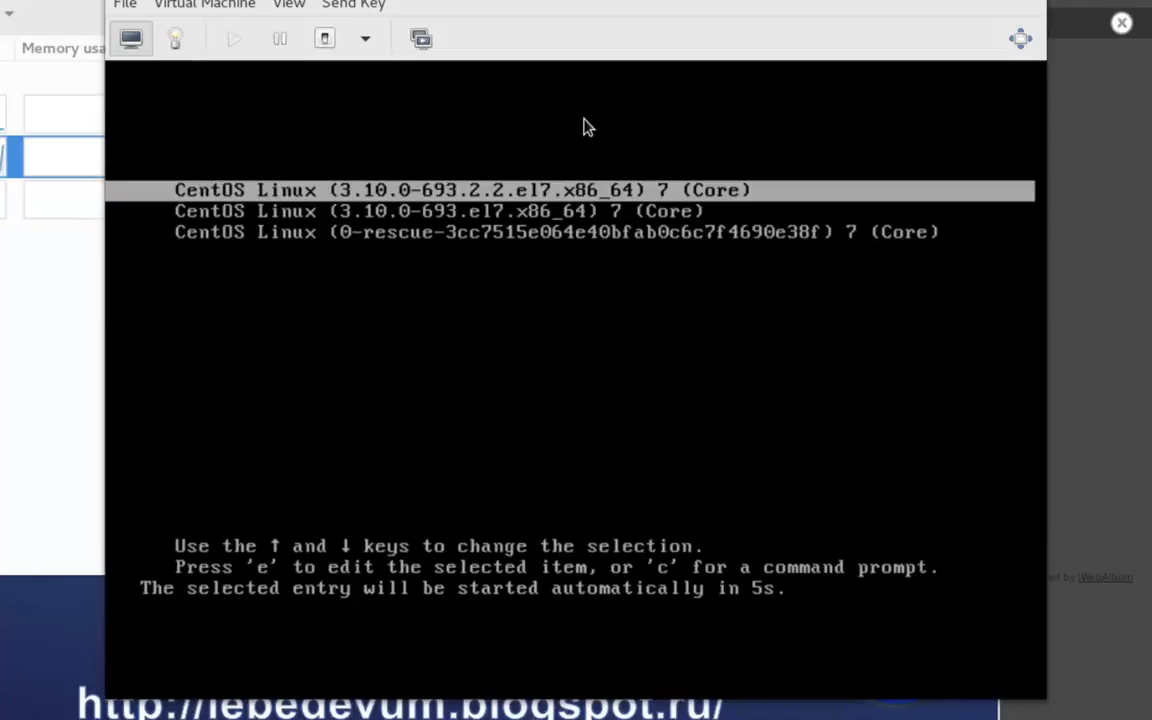 File Virtual Machine View Send Key
Memory usa
CentOS Linux (3.10.0-693.2.2.el7.x86_64) 7 (Core)
CentOS Linux (3.10.0-693.el7.x86_64) 7 (Core)
CentOS Linux (0-rescue-3cc7515e064e40bfab0c6c7f4690e38f) 7 (Core)
Use the ↑ and ↓ keys to change the selection.
Press 'e' to edit the selected item, or 'c' for a command prompt.
The selected entry will be started automatically in 5s.
ed by iWebAlbum
http://lebedevum.blogspot.ru/